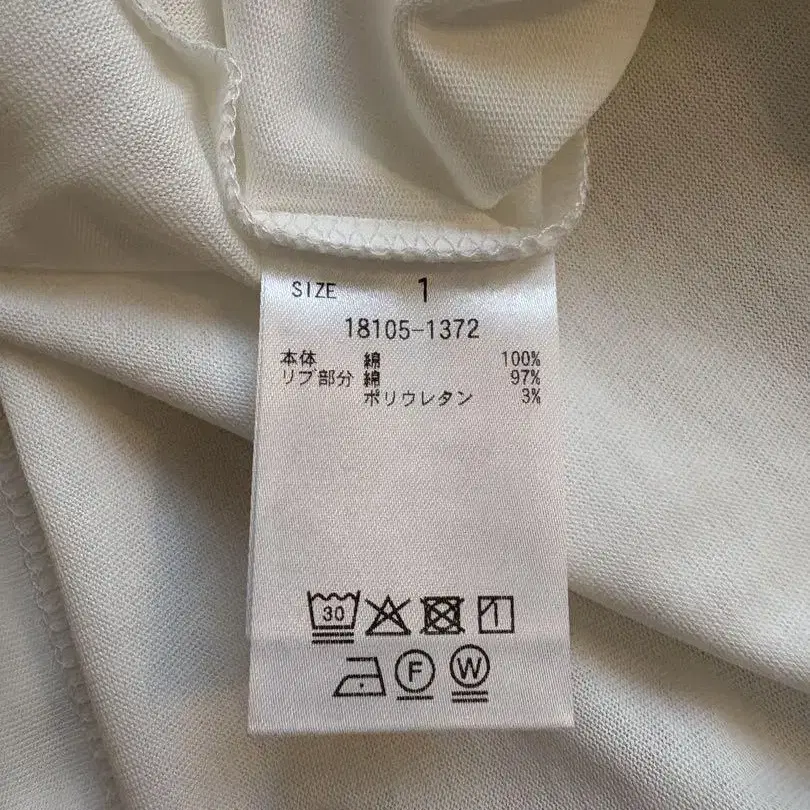 SIZE 1
18105-1372
本体 綿 100%
リブ部分 綿 97%
ポリウレタン 3%
30
F W